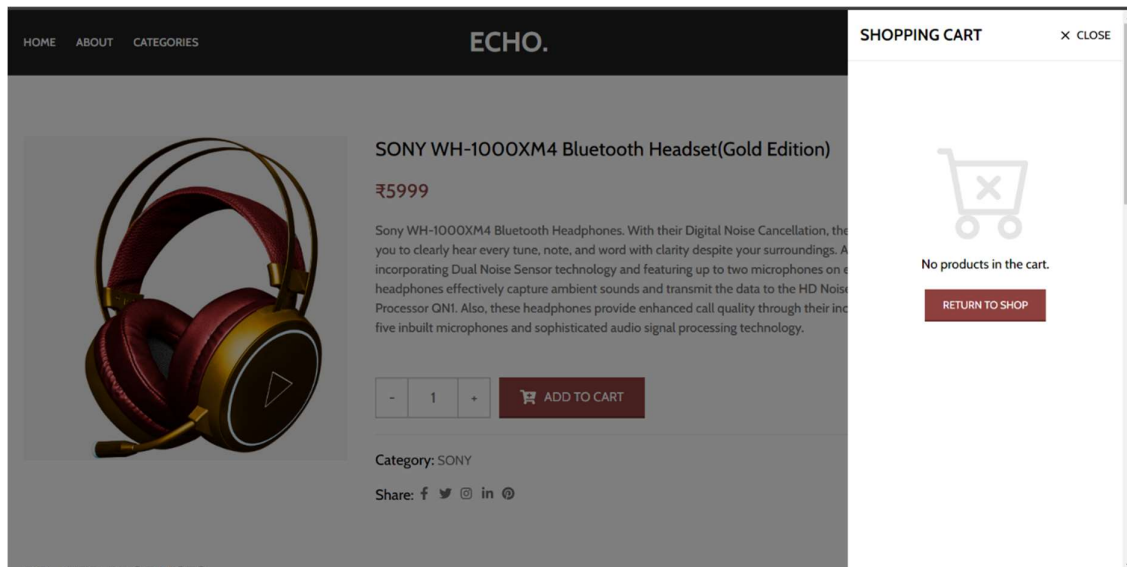 HOME ABOUT CATEGORIES
ECHO.
SONY WH-1000XM4 Bluetooth Headset(Gold Edition)
₹5999
Sony WH-1000XM4 Bluetooth Headphones. With their Digital Noise Cancellation, the
you to clearly hear every tune, note, and word with clarity despite your surroundings. A
incorporating Dual Noise Sensor technology and featuring up to two microphones on e
headphones effectively capture ambient sounds and transmit the data to the HD Noise
Processor QN1. Also, these headphones provide enhanced call quality through their inc
five inbuilt microphones and sophisticated audio signal processing technology.
- 1 + ADD TO CART
Category: SONY
Share:
SHOPPING CART
CLOSE
No products in the cart.
RETURN TO SHOP